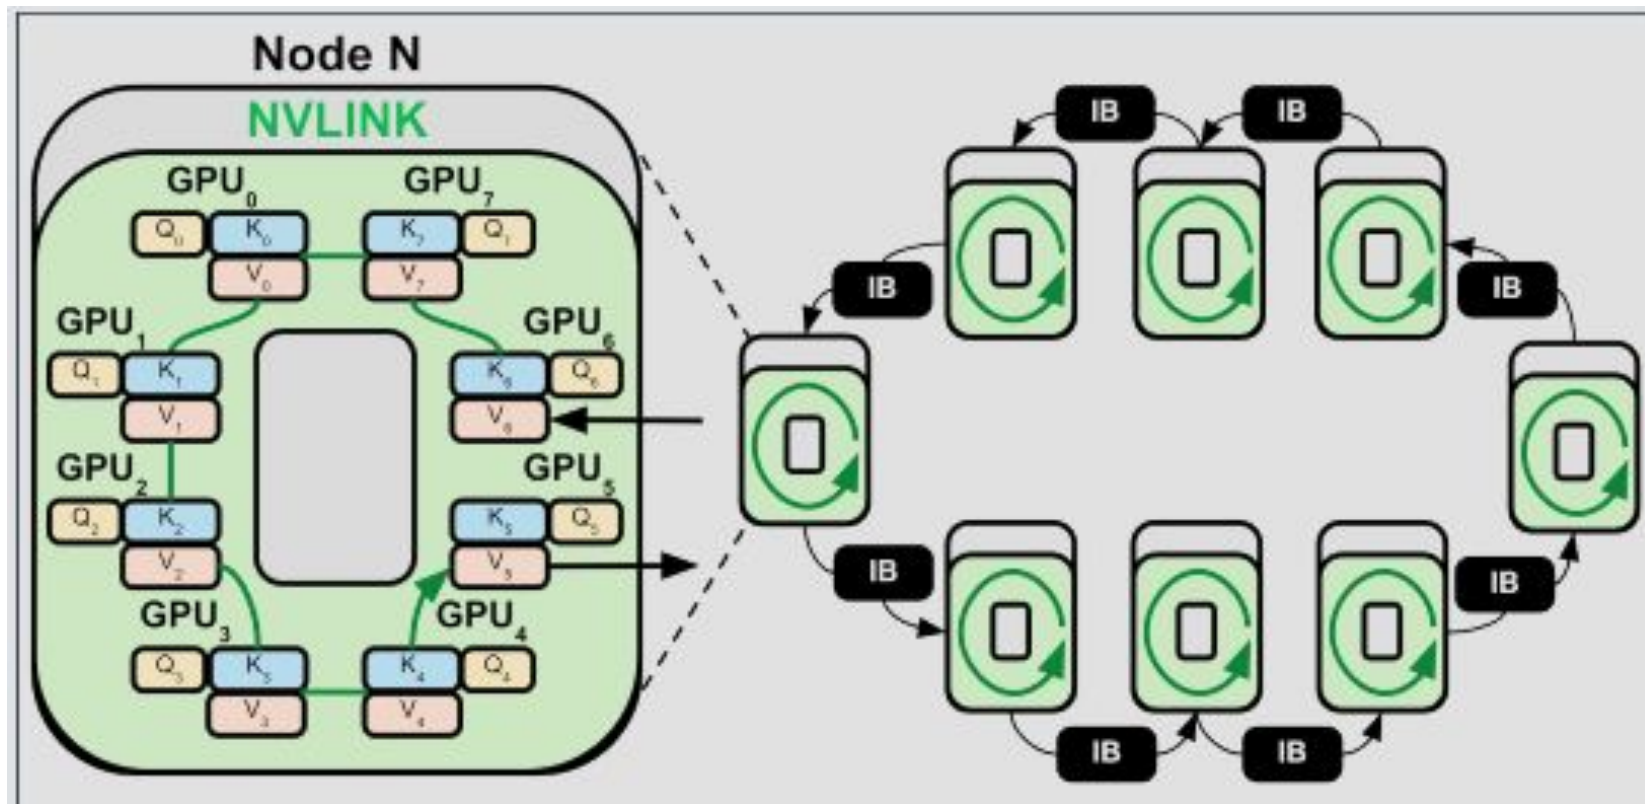 Node N
NVLINK
GPU0 GPU7
Q0 K0 K7 Q7
V0 V7
GPU1 GPU6
Q1 K1 K6 Q6
V1 V6
GPU2 GPU5
Q2 K2 K5 Q5
V2 V5
GPU3 GPU4
Q3 K3 K4 Q4
V3 V4
IB IB
IB IB
IB IB
IB IB